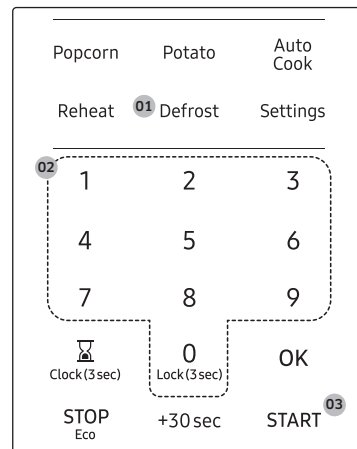 Popcorn Potato Auto Cook
Reheat 01 Defrost Settings
02
1 2 3
4 5 6
7 8 9
Clock(3 sec) 0 Lock(3 sec) OK
STOP Eco +30 sec START 03